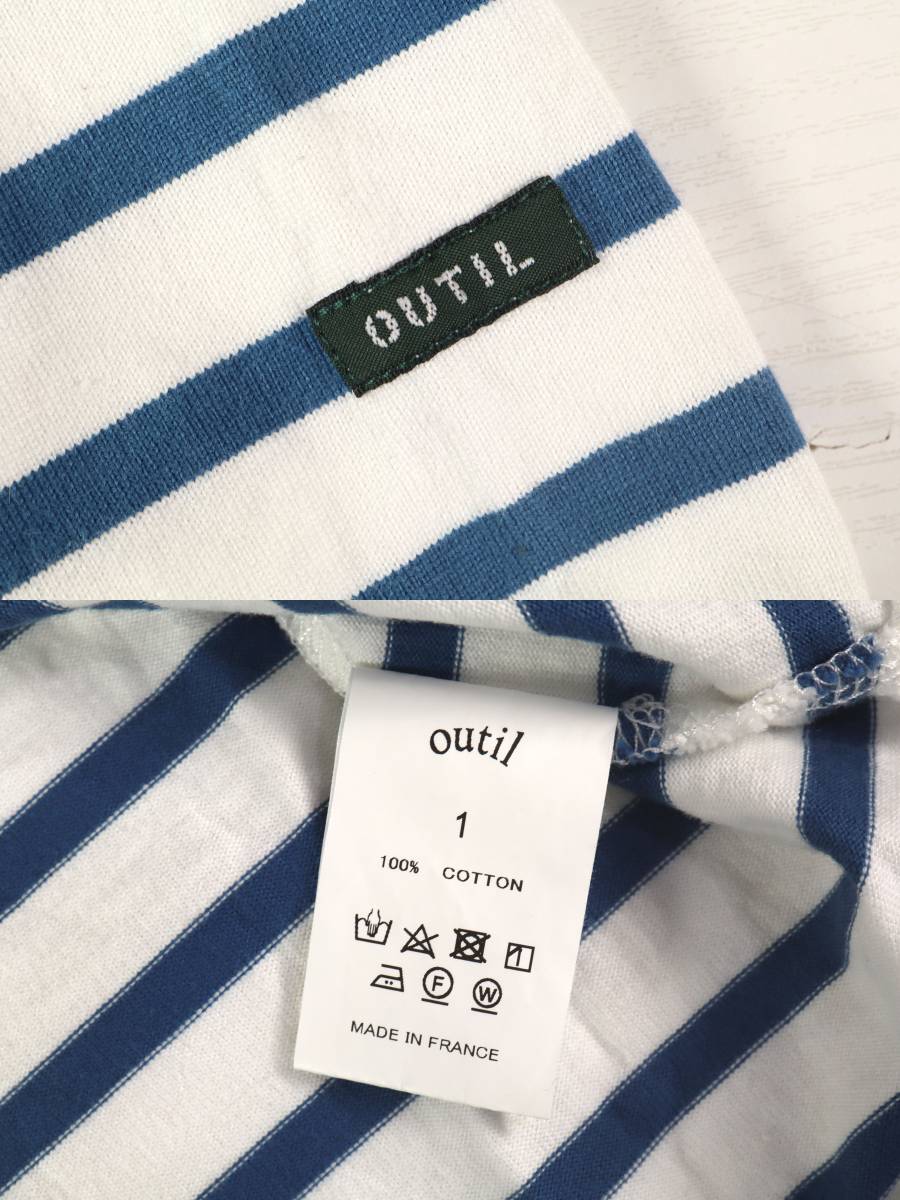 OUTIL
outil
1
100% COTTON
F W
MADE IN FRANCE